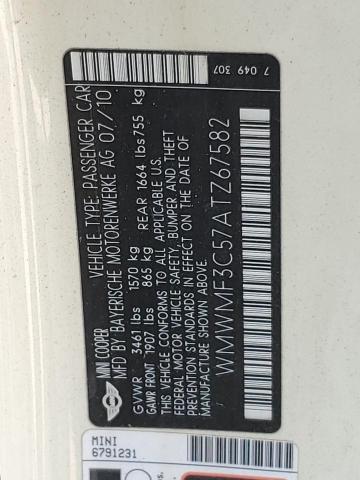 MINI COOPER
VEHICLE TYPE: PASSENGER CAR
MFD BY BAYERISCHE MOTORENWERKE AG 07/10
GVWR 3461 lbs 1570 kg
GAWR FRONT 1907 lbs 865 kg REAR 1664 lbs 755 kg
THIS VEHICLE CONFORMS TO ALL APPLICABLE
FEDERAL MOTOR VEHICLE SAFETY, BUMPER AND THEFT
PREVENTION STANDARDS IN EFFECT ON THE DATE OF
MANUFACTURE SHOWN ABOVE.
WMWMF3C57ATZ67582
7 049 307
MINI
6791231